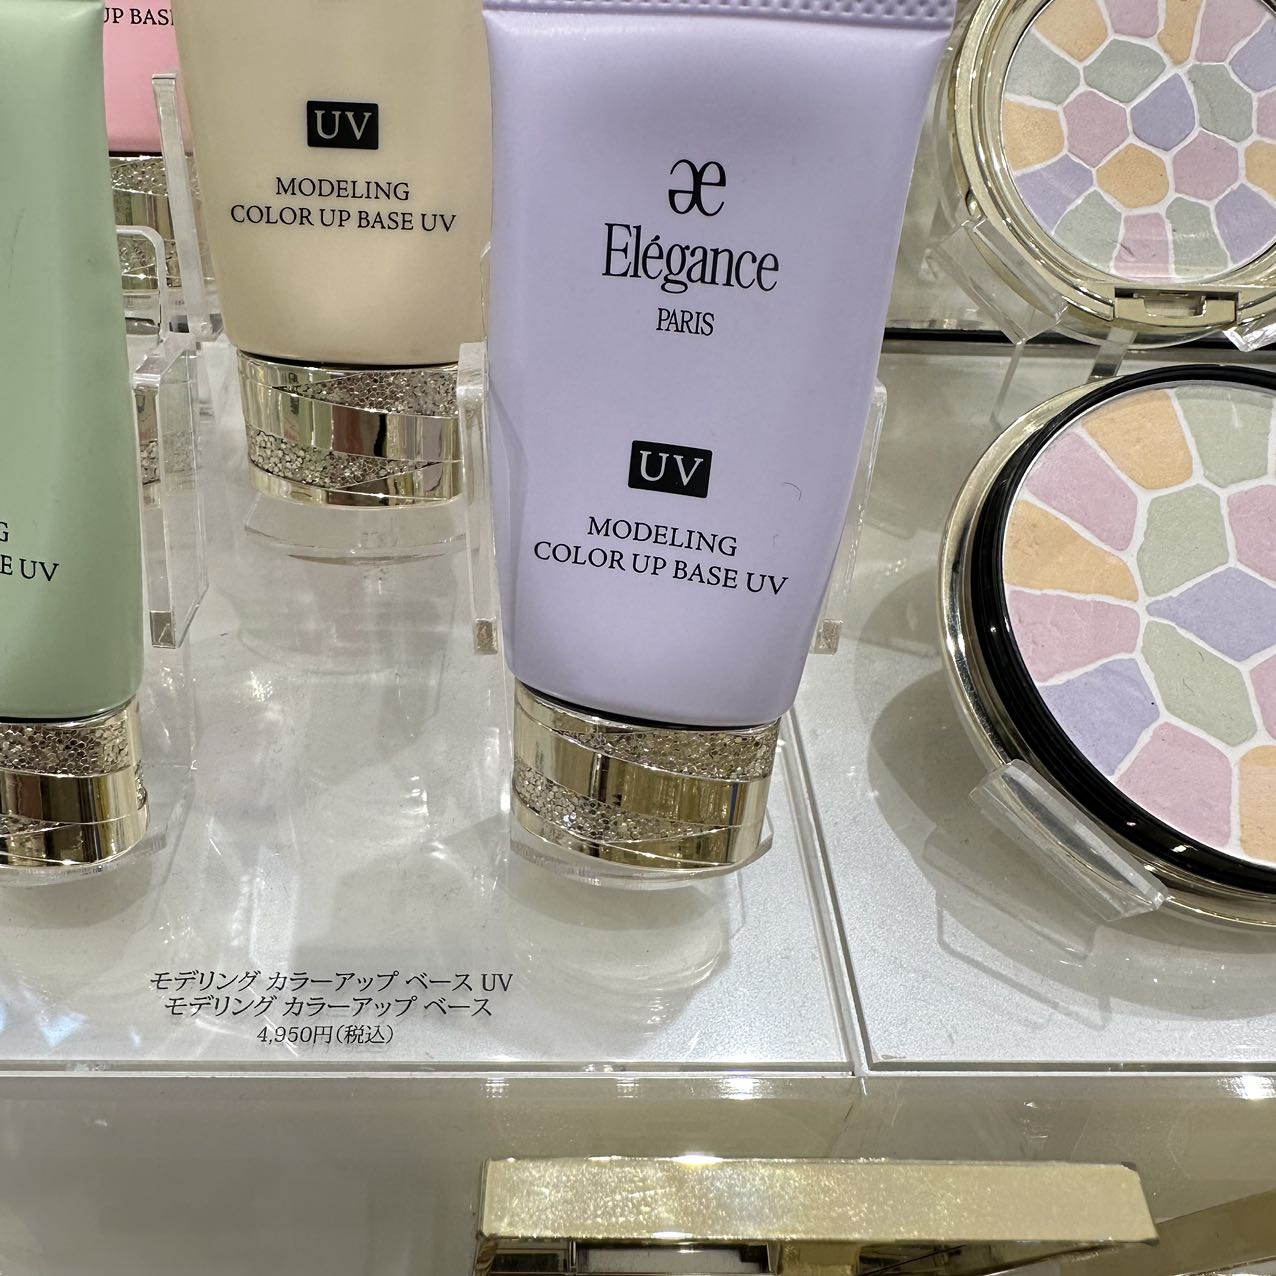 UP BASE
UV
MODELING
COLOR UP BASE UV
æ
Elégance
PARIS
UV
MODELING
COLOR UP BASE UV
G
E UV
モデリング カラーアップ ベース UV
モデリング カラーアップ ベース
4,950円(税込)